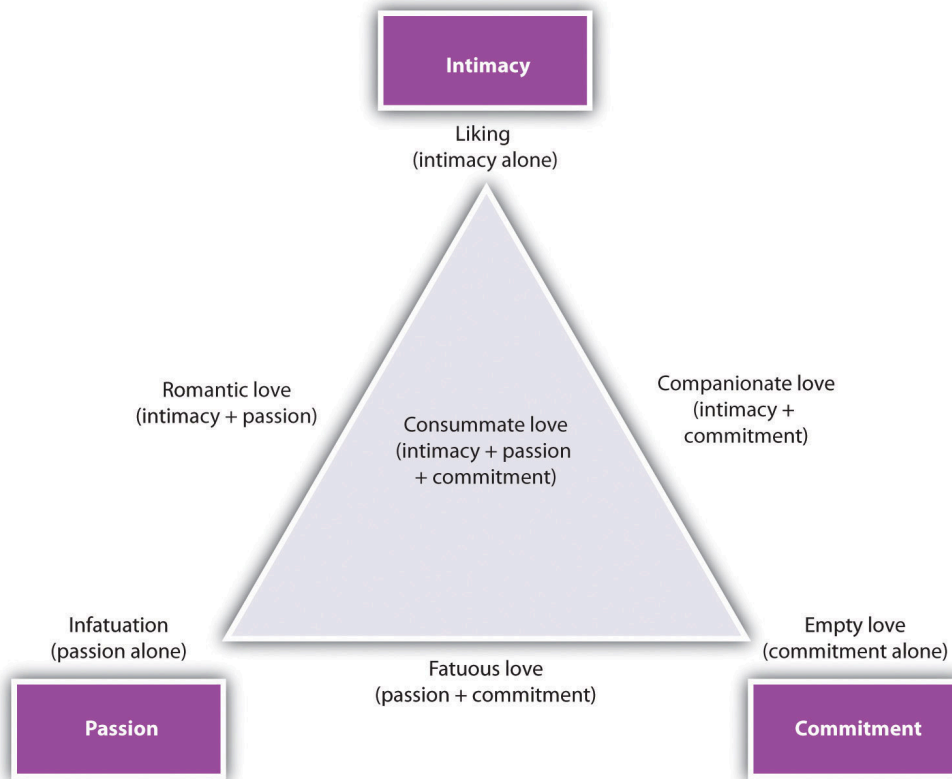 Intimacy
Liking
(intimacy alone)
Romantic love
(intimacy + passion)
Companionate love
(intimacy +
commitment)
Consummate love
(intimacy + passion
+ commitment)
Infatuation
(passion alone)
Empty love
(commitment alone)
Fatuous love
(passion + commitment)
Passion
Commitment